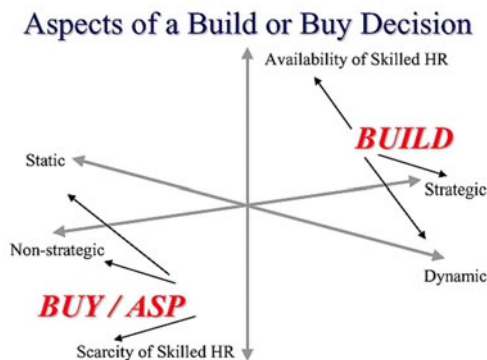 Aspects of a Build or Buy Decision
Availability of Skilled HR
BUILD
Static
Strategic
Non-strategic
Dynamic
BUY / ASP
Scarcity of Skilled HR